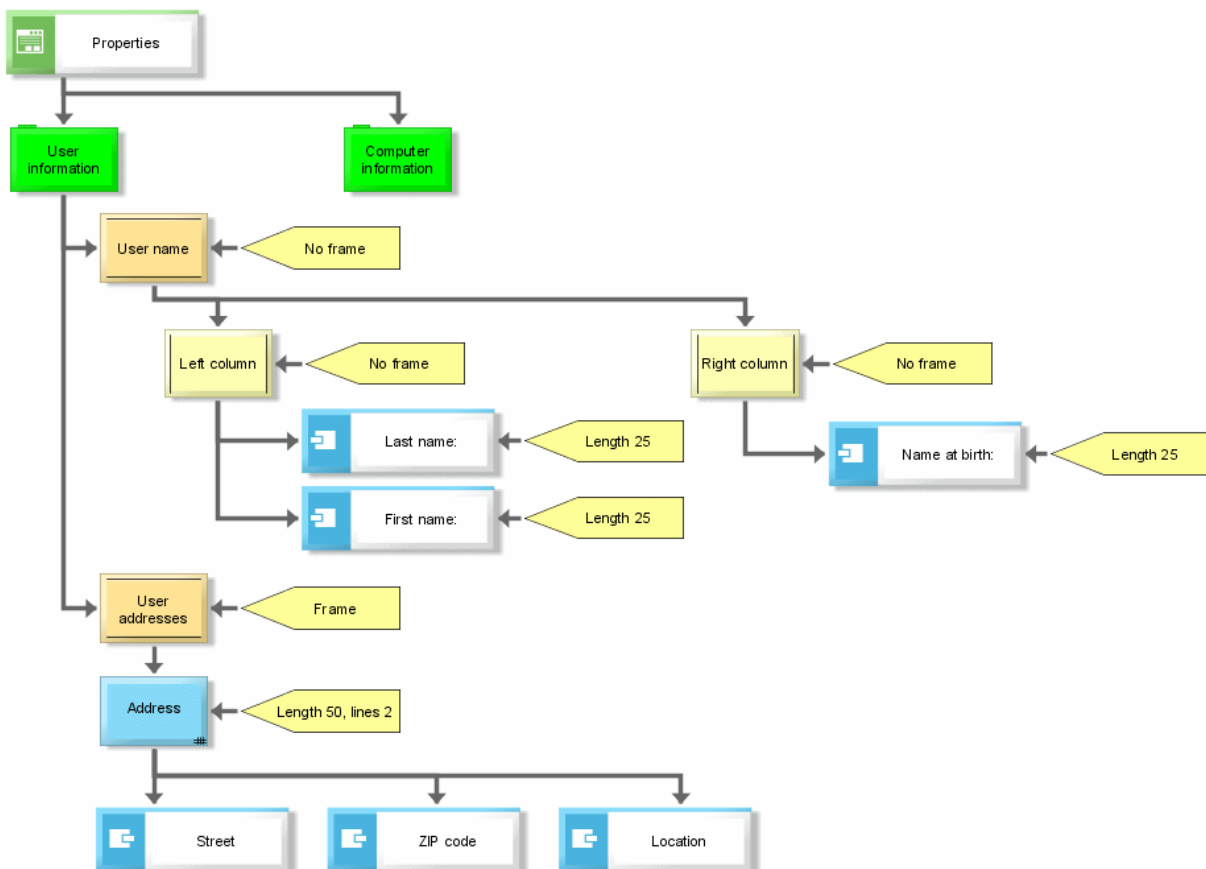 Properties
User
information
Computer
information
User name
No frame
Left column
No frame
Right column
No frame
Last name:
Length 25
Name at birth:
Length 25
First name:
Length 25
User
addresses
Frame
Address
Length 50, lines 2
Street
ZIP code
Location